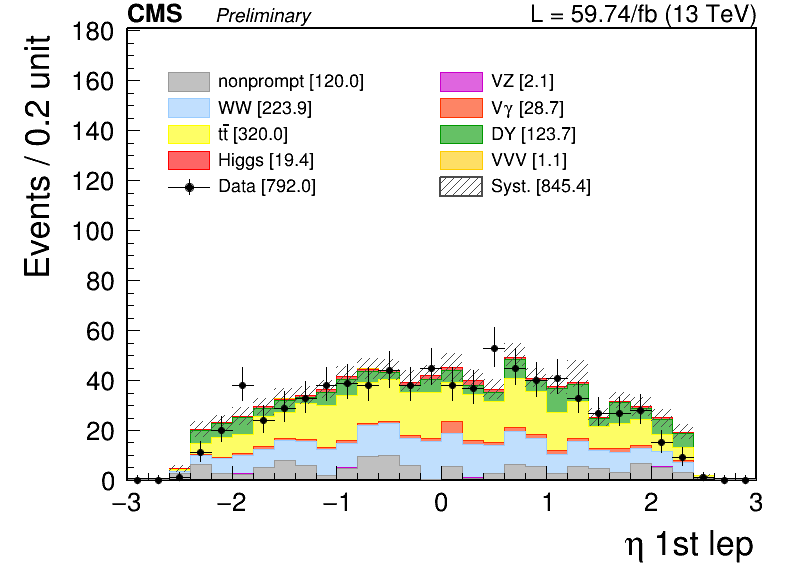 CMS Preliminary L = 59.74/fb (13 TeV)
Events / 0.2 unit
180
160
140
120
100
80
60
40
20
0
nonprompt [120.0]
WW [223.9]
tt̄ [320.0]
Higgs [19.4]
Data [792.0]
VZ [2.1]
Vγ [28.7]
DY [123.7]
VVV [1.1]
Syst. [845.4]
−3 −2 −1 0 1 2 3
η 1st lep